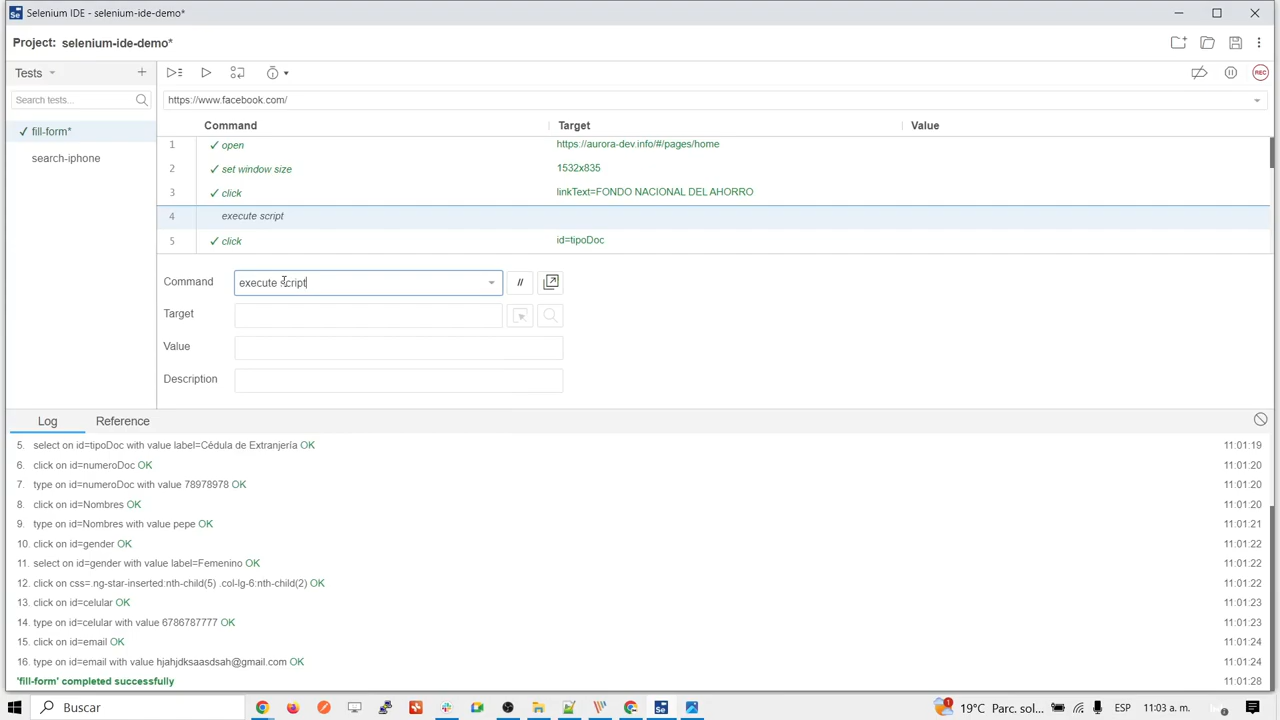 Selenium IDE - selenium-ide-demo*
Project: selenium-ide-demo*
Tests
Search tests...
✓ fill-form*
search-iphone
REC
https://www.facebook.com/
Command Target Value
1 ✓ open https://aurora-dev.info/#/pages/home
2 ✓ set window size 1532x835
3 ✓ click linkText=FONDO NACIONAL DEL AHORRO
4 execute script
5 ✓ click id=tipoDoc
Command execute script //
Target
Value
Description
Log Reference
5. select on id=tipoDoc with value label=Cédula de Extranjería OK 11:01:19
6. click on id=numeroDoc OK 11:01:20
7. type on id=numeroDoc with value 78978978 OK 11:01:20
8. click on id=Nombres OK 11:01:20
9. type on id=Nombres with value pepe OK 11:01:21
10. click on id=gender OK 11:01:22
11. select on id=gender with value label=Femenino OK 11:01:22
12. click on css=.ng-star-inserted:nth-child(5) .col-lg-6:nth-child(2) OK 11:01:22
13. click on id=celular OK 11:01:23
14. type on id=celular with value 6786787777 OK 11:01:23
15. click on id=email OK 11:01:24
16. type on id=email with value hjahjdksaasdsah@gmail.com OK 11:01:24
'fill-form' completed successfully 11:01:28
Buscar 19°C Parc. sol... ESP 11:03 a. m.